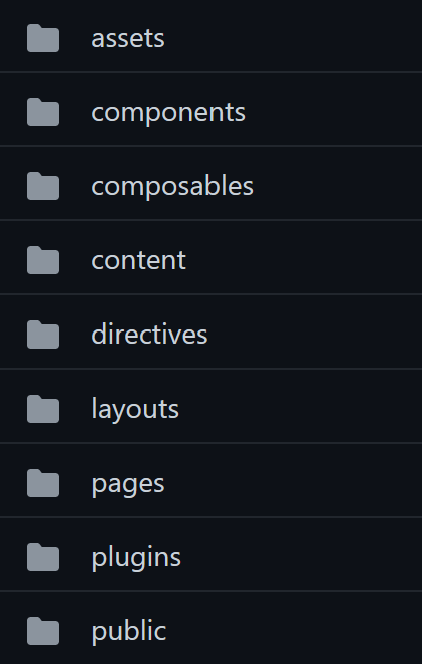 assets
components
composables
content
directives
layouts
pages
plugins
public